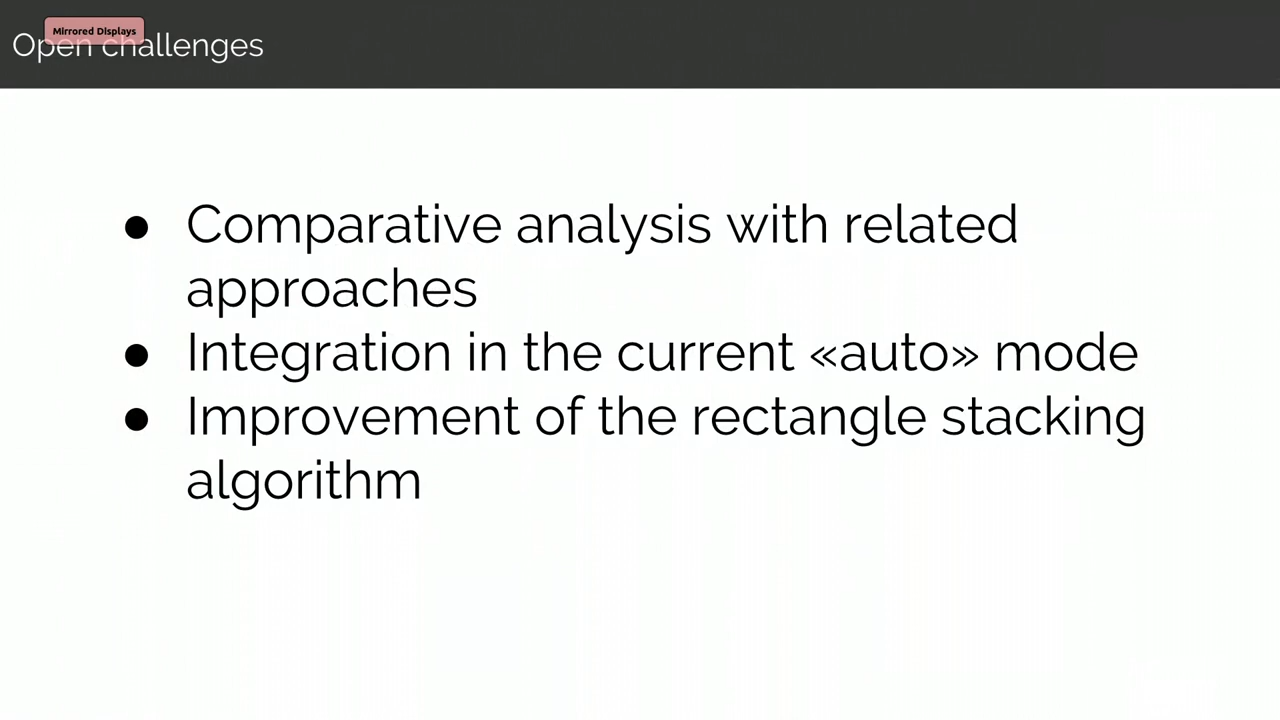 Mirrored Displays
Open challenges
● Comparative analysis with related
approaches
● Integration in the current «auto» mode
● Improvement of the rectangle stacking
algorithm